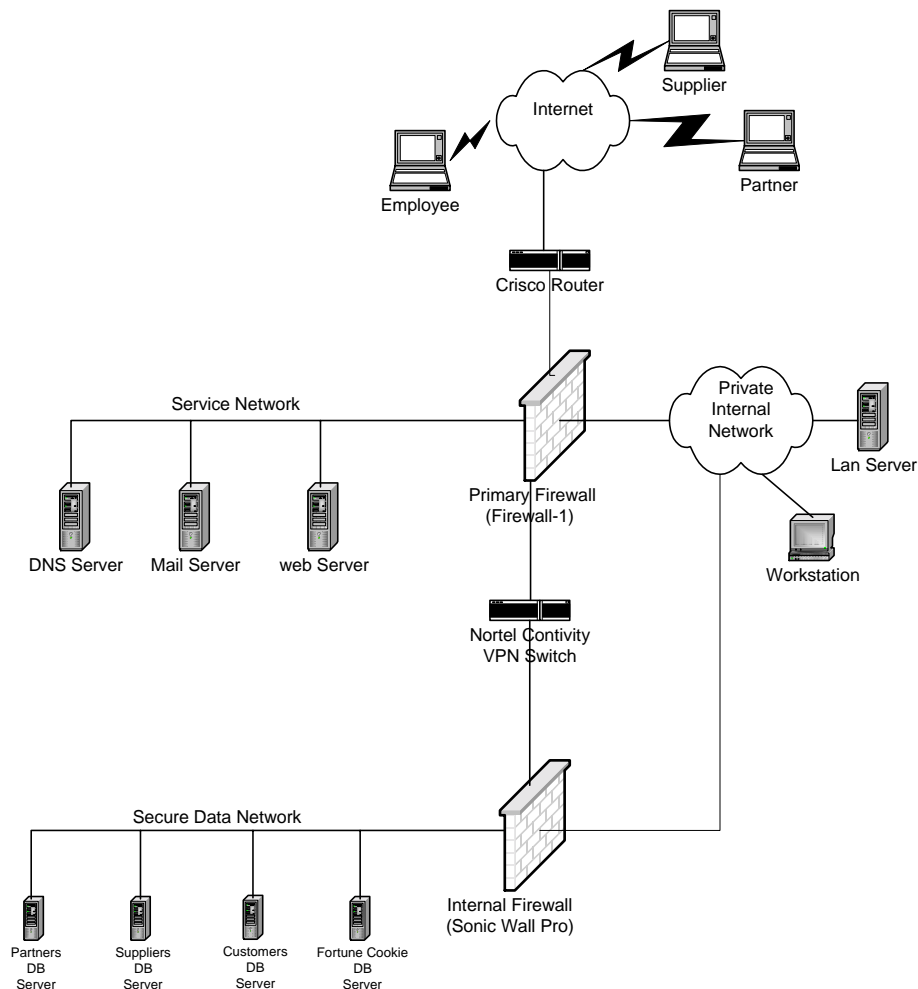 Supplier
Internet
Partner
Employee
Crisco Router
Private
Internal
Network
Service Network
Lan Server
Primary Firewall
(Firewall-1)
DNS Server
Mail Server
web Server
Workstation
Nortel Contivity
VPN Switch
Secure Data Network
Internal Firewall
(Sonic Wall Pro)
Partners
DB
Server
Suppliers
DB
Server
Customers
DB
Server
Fortune Cookie
DB
Server